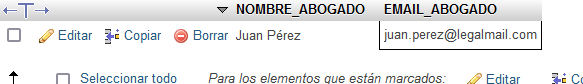 NOMBRE_ABOGADO EMAIL_ABOGADO
Editar Copiar Borrar Juan Pérez juan.perez@legalmail.com
Seleccionar todo Para los elementos que están marcados: Editar Co